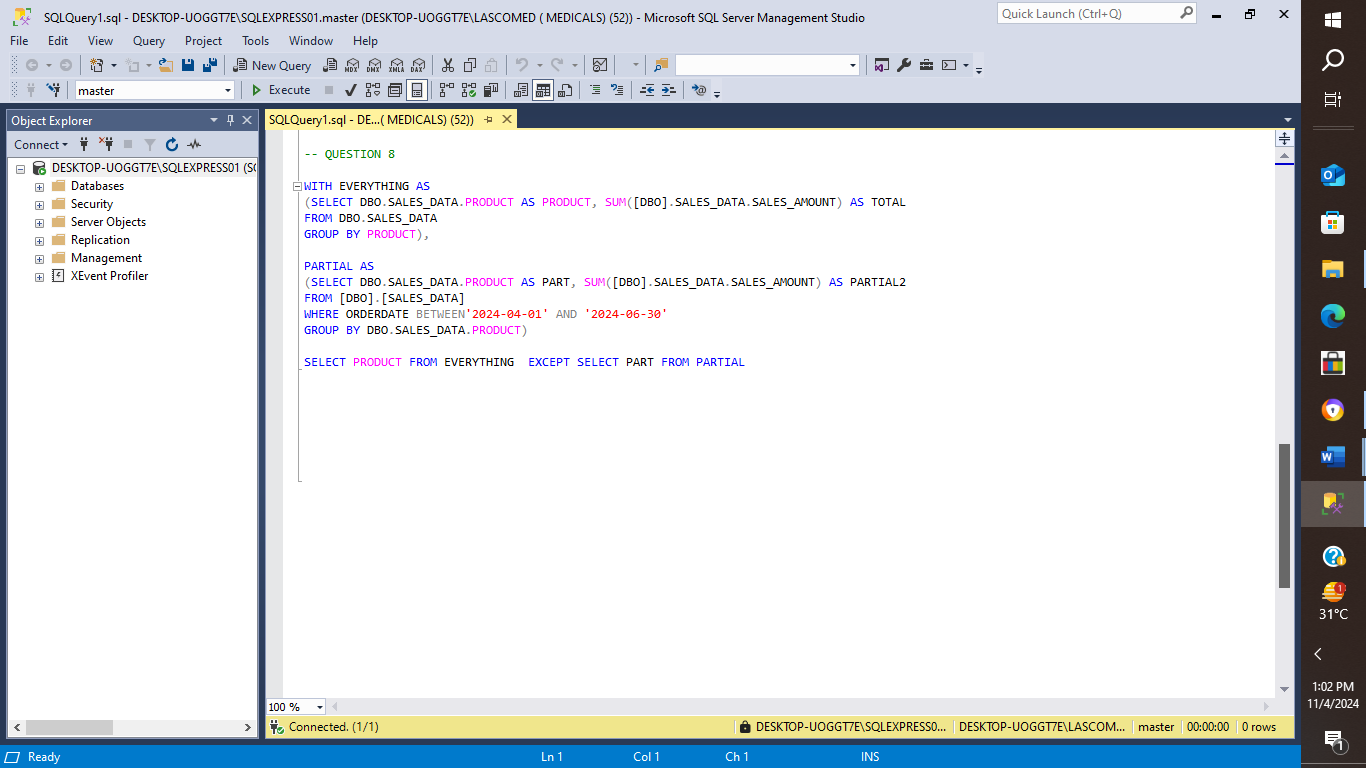 SQLQuery1.sql - DESKTOP-UOGGT7E\SQLEXPRESS01.master (DESKTOP-UOGGT7E\LASCOMED ( MEDICALS) (52)) - Microsoft SQL Server Management Studio
Quick Launch (Ctrl+Q)
File Edit View Query Project Tools Window Help
New Query
MDX DMX XMLA DAX
master
Execute
Object Explorer
SQLQuery1.sql - DE...( MEDICALS) (52))
Connect
DESKTOP-UOGGT7E\SQLEXPRESS01 (SQ
Databases
Security
Server Objects
Replication
Management
XEvent Profiler
-- QUESTION 8
WITH EVERYTHING AS
(SELECT DBO.SALES_DATA.PRODUCT AS PRODUCT, SUM([DBO].SALES_DATA.SALES_AMOUNT) AS TOTAL
FROM DBO.SALES_DATA
GROUP BY PRODUCT),
PARTIAL AS
(SELECT DBO.SALES_DATA.PRODUCT AS PART, SUM([DBO].SALES_DATA.SALES_AMOUNT) AS PARTIAL2
FROM [DBO].[SALES_DATA]
WHERE ORDERDATE BETWEEN'2024-04-01' AND '2024-06-30'
GROUP BY DBO.SALES_DATA.PRODUCT)
SELECT PRODUCT FROM EVERYTHING  EXCEPT SELECT PART FROM PARTIAL
100 %
Connected. (1/1)
DESKTOP-UOGGT7E\SQLEXPRESS0... DESKTOP-UOGGT7E\LASCOM... master 00:00:00 0 rows
Ready
Ln 1 Col 1 Ch 1 INS
1
31°C
1:02 PM
11/4/2024
1